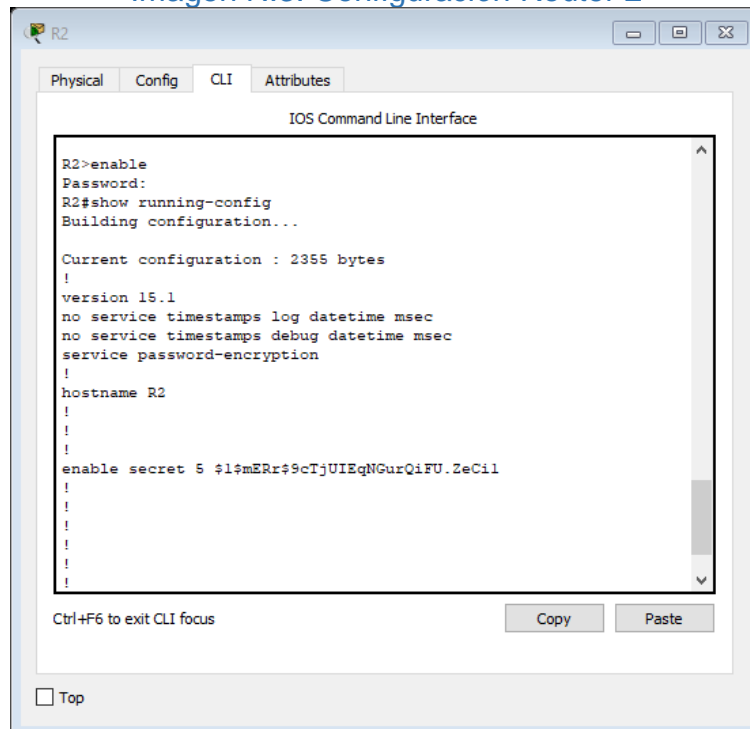 R2
Physical Config CLI Attributes
IOS Command Line Interface
R2>enable
Password:
R2#show running-config
Building configuration...
Current configuration : 2355 bytes
!
version 15.1
no service timestamps log datetime msec
no service timestamps debug datetime msec
service password-encryption
!
hostname R2
!
!
!
enable secret 5 $1$mERr$9cTjUIEqNGurQiFU.ZeCi1
!
!
!
!
!
!
Ctrl+F6 to exit CLI focus
Copy Paste
Top